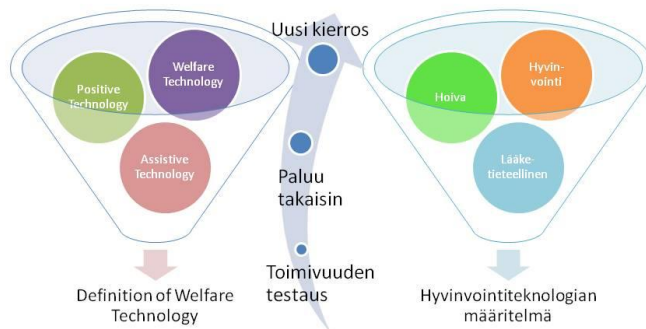 Positive
Technology
Welfare
Technology
Assistive
Technology
Definition of Welfare
Technology
Uusi kierros
Paluu
takaisin
Toimivuuden
testaus
Hoiva
Hyvin-
vointi
Lääke-
tieteellinen
Hyvinvointiteknologian
määritelmä